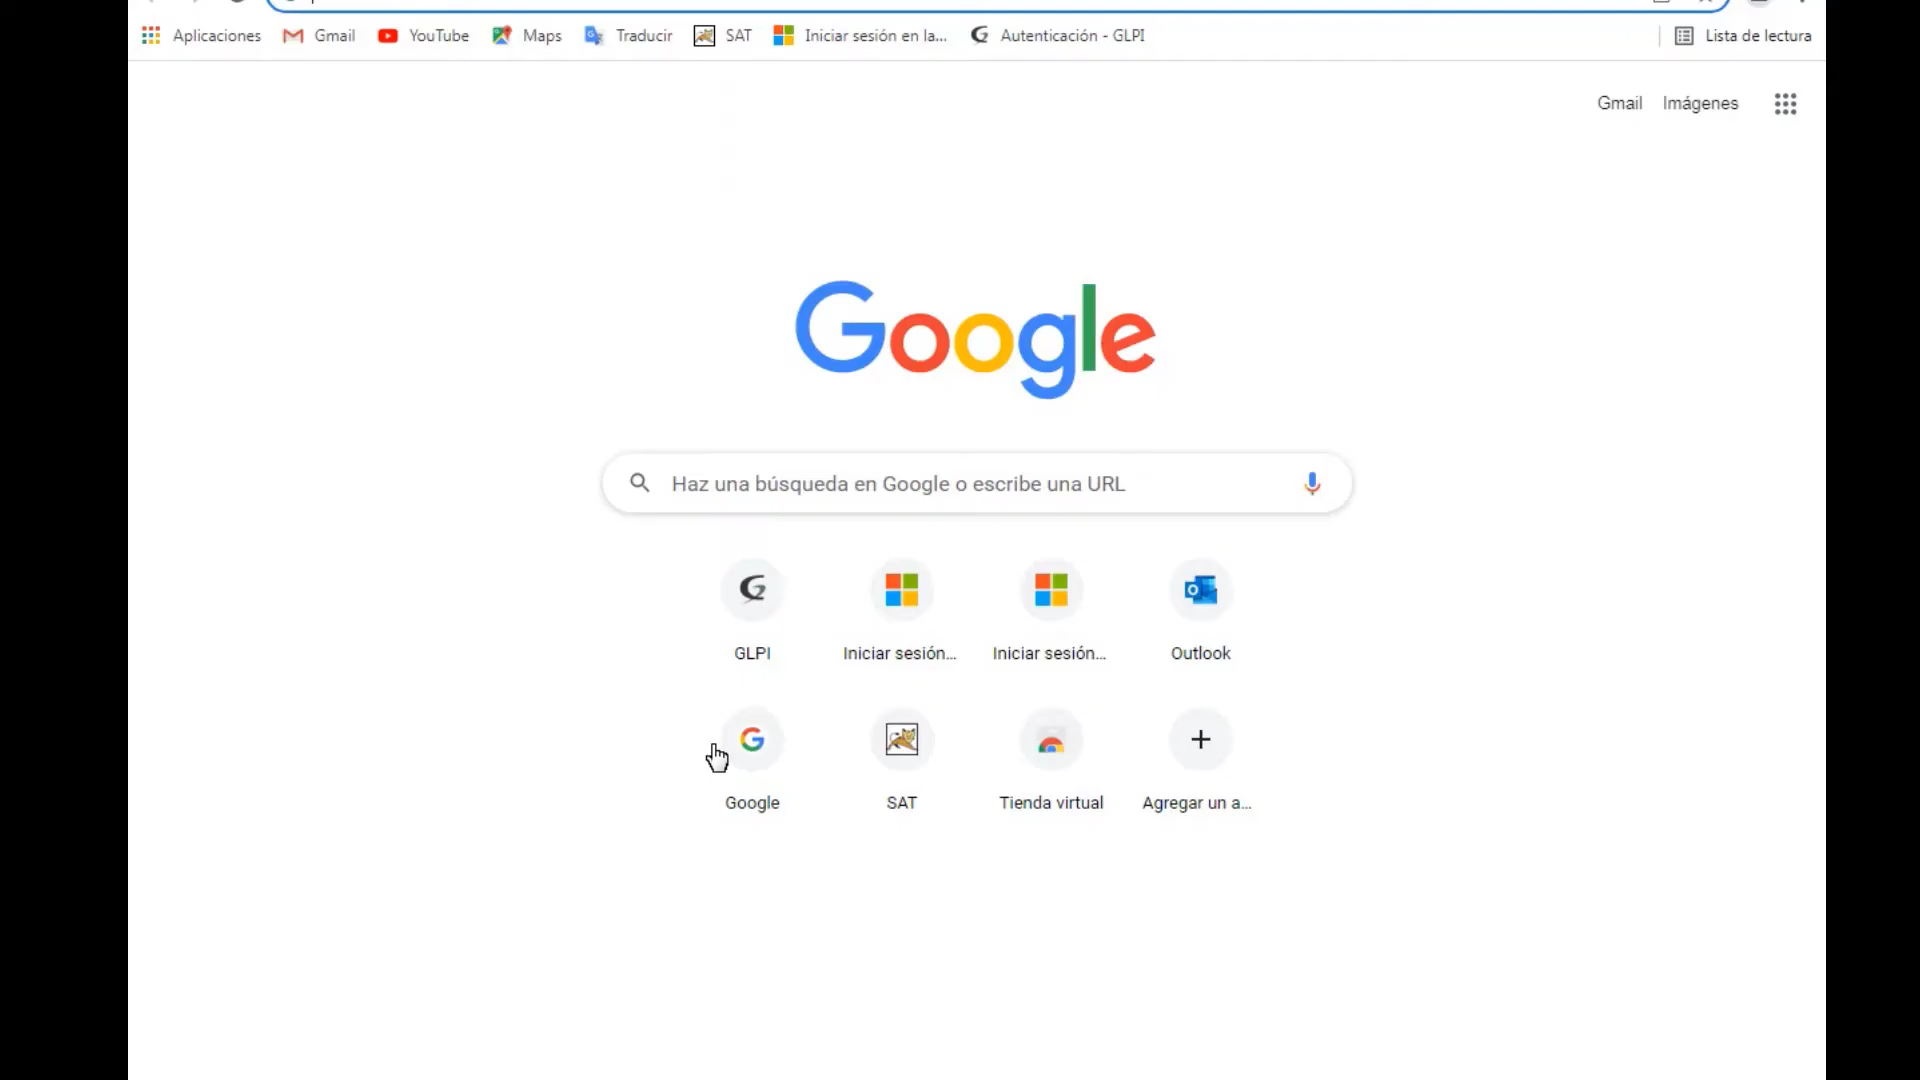 Aplicaciones Gmail YouTube Maps Traducir SAT Iniciar sesión en la... Autenticación - GLPI Lista de lectura
Gmail Imágenes
Google
Haz una búsqueda en Google o escribe una URL
GLPI Iniciar sesión... Iniciar sesión... Outlook
Google SAT Tienda virtual Agregar un a...